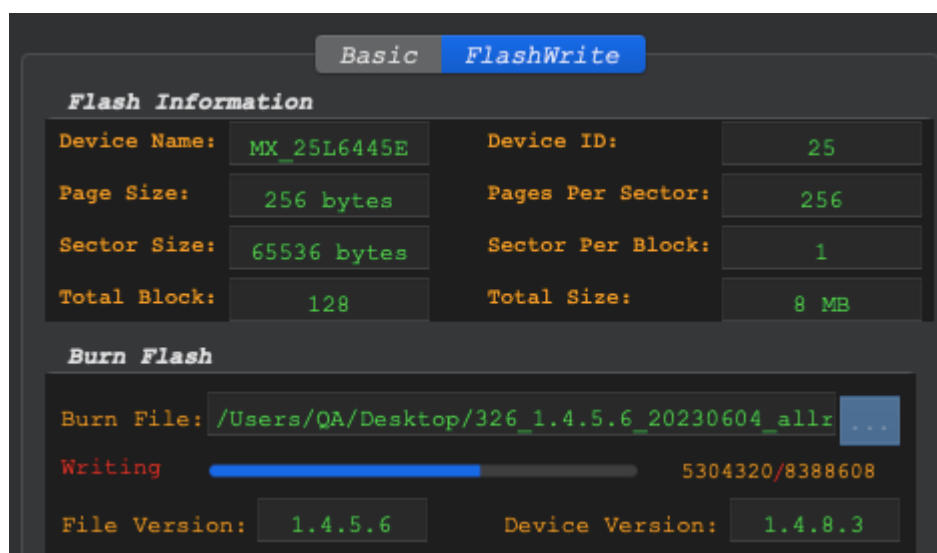 Basic FlashWrite
Flash Information
Device Name: MX_25L6445E Device ID: 25
Page Size: 256 bytes Pages Per Sector: 256
Sector Size: 65536 bytes Sector Per Block: 1
Total Block: 128 Total Size: 8 MB
Burn Flash
Burn File: /Users/QA/Desktop/326_1.4.5.6_20230604_allr ...
Writing 5304320/8388608
File Version: 1.4.5.6 Device Version: 1.4.8.3